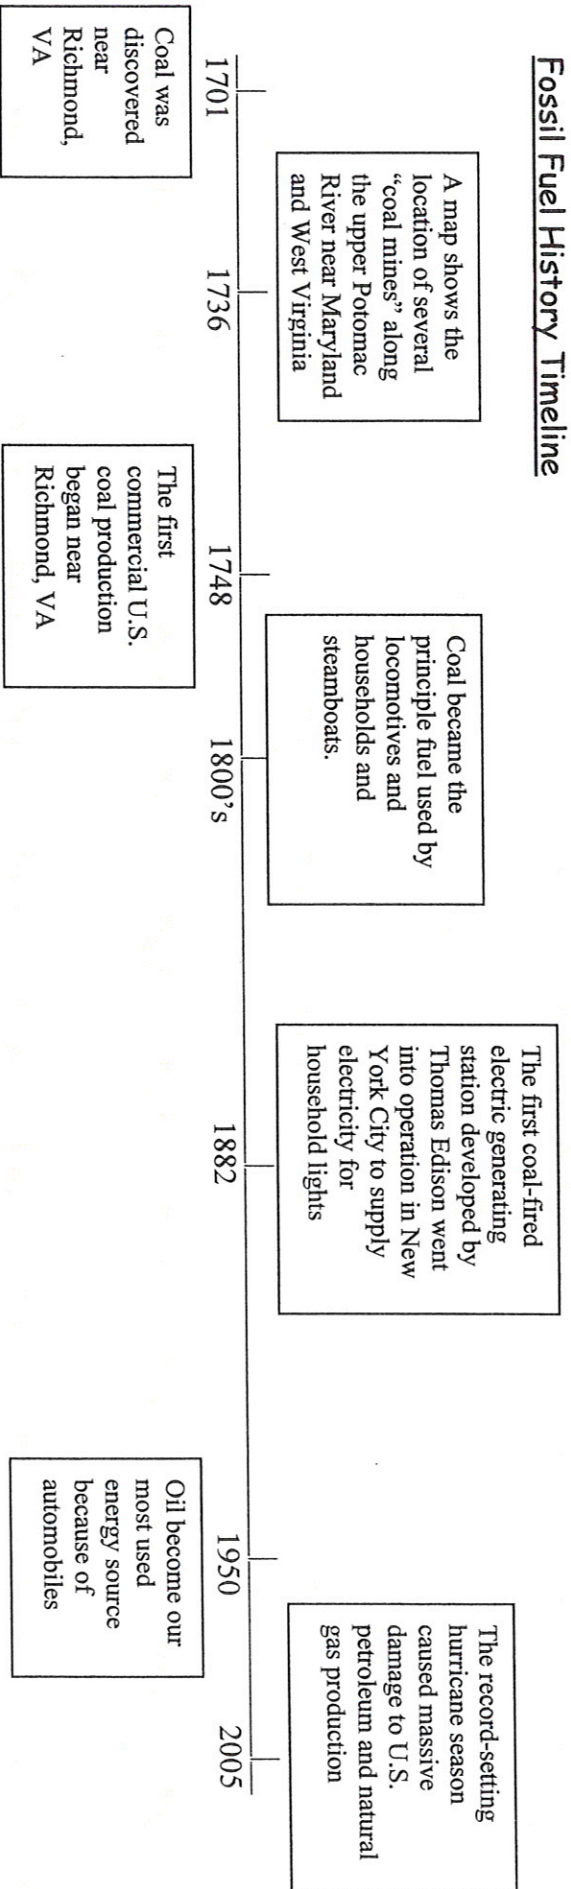 Fossil Fuel History Timeline
A map shows the
location of several
“coal mines” along
the upper Potomac
River near Maryland
and West Virginia
Coal became the
principle fuel used by
locomotives and
households and
steamboats.
The first coal-fired
electric generating
station developed by
Thomas Edison went
into operation in New
York City to supply
electricity for
household lights
The record-setting
hurricane season
caused massive
damage to U.S.
petroleum and natural
gas production
1701
1736
1748
1800’s
1882
1950
2005
Coal was
discovered
near
Richmond,
VA
The first
commercial U.S.
coal production
began near
Richmond, VA
Oil become our
most used
energy source
because of
automobiles